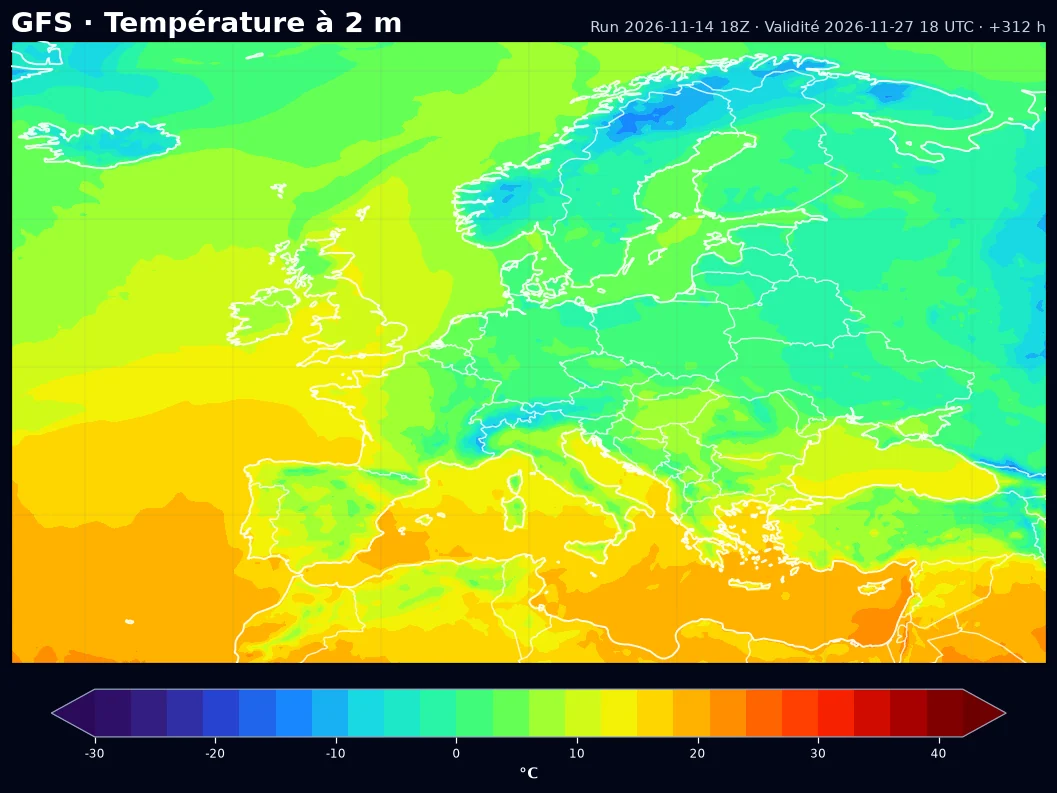 GFS · Température à 2 m
Run 2026-11-14 18Z · Validité 2026-11-27 18 UTC · +312 h
-30 -20 -10 0 10 20 30 40
°C